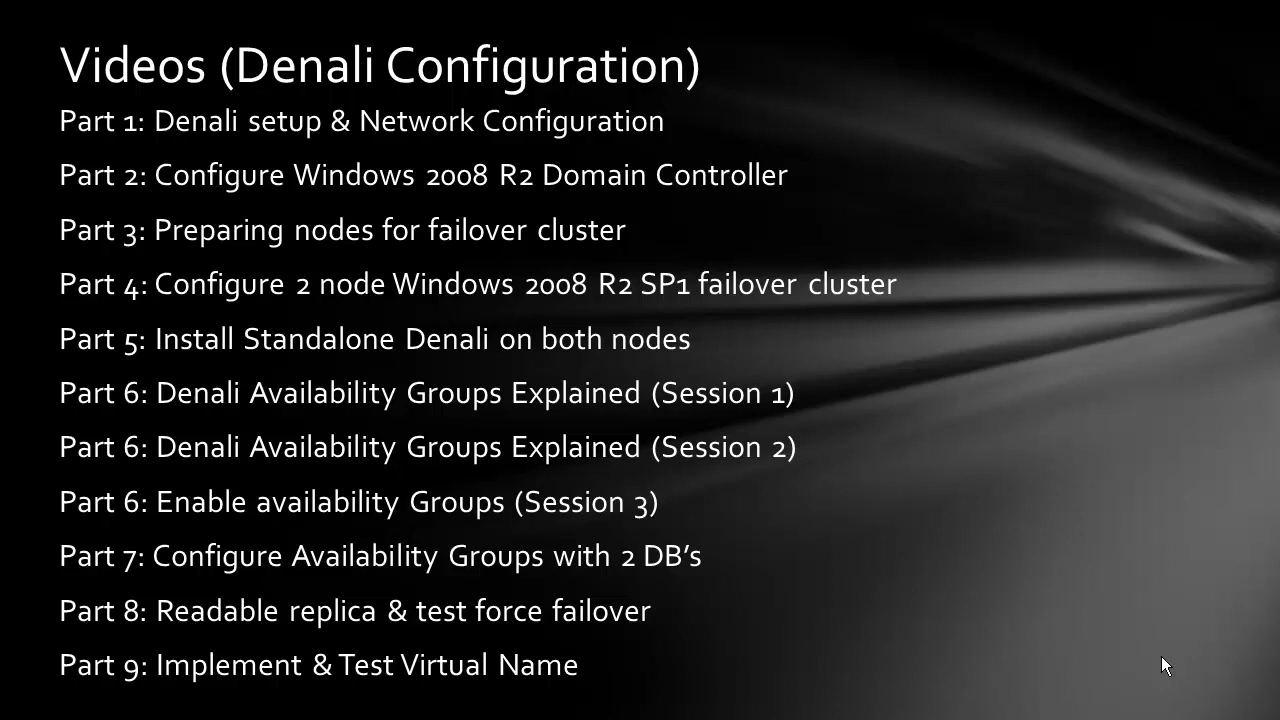 Videos (Denali Configuration)
Part 1: Denali setup & Network Configuration
Part 2: Configure Windows 2008 R2 Domain Controller
Part 3: Preparing nodes for failover cluster
Part 4: Configure 2 node Windows 2008 R2 SP1 failover cluster
Part 5: Install Standalone Denali on both nodes
Part 6: Denali Availability Groups Explained (Session 1)
Part 6: Denali Availability Groups Explained (Session 2)
Part 6: Enable availability Groups (Session 3)
Part 7: Configure Availability Groups with 2 DB’s
Part 8: Readable replica & test force failover
Part 9: Implement & Test Virtual Name